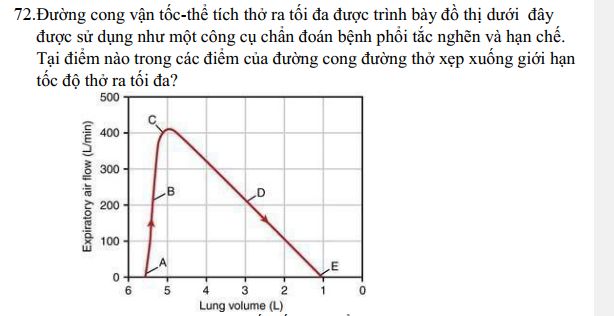 72.Đường cong vận tốc-thể tích thở ra tối đa được trình bày đồ thị dưới đây
được sử dụng như một công cụ chẩn đoán bệnh phổi tắc nghẽn và hạn chế.
Tại điểm nào trong các điểm của đường cong đường thở xẹp xuống giới hạn
tốc độ thở ra tối đa?
Expiratory air flow (L/min)
500
400
300
200
100
0
C
B
D
A
E
6 5 4 3 2 1 0
Lung volume (L)